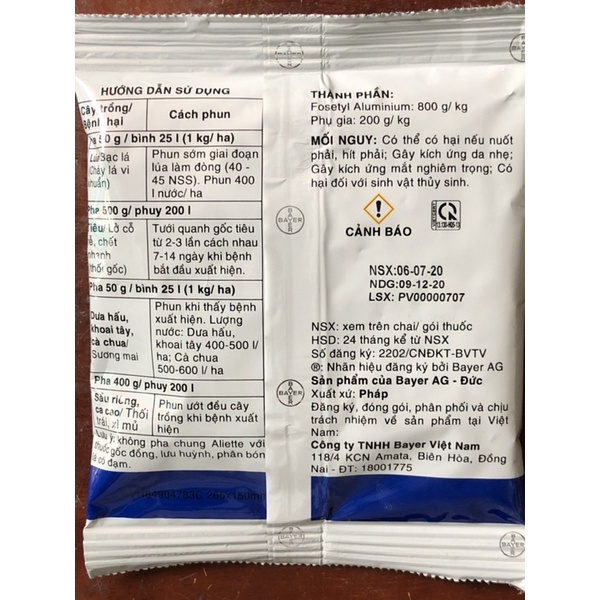 HƯỚNG DẪN SỬ DỤNG
Cây trồng/
Bệnh hại
Cách phun
Pha 50 g / bình 25 l (1 kg/ ha)
Lúa/ Bạc lá
(Cháy lá vi
khuẩn)
Phun sớm giai đoạn
lúa làm đòng (40 -
45 NSS). Phun 400
l nước/ ha
Pha 500 g/ phuy 200 l
Tiêu/ Lở cổ
rễ, chết
nhanh
(thối gốc)
Tưới quanh gốc tiêu
từ 2-3 lần cách nhau
7-14 ngày khi bệnh
bắt đầu xuất hiện.
Pha 50 g / bình 25 l (1 kg/ ha)
Dưa hấu,
khoai tây,
cà chua/
Sương mai
Phun khi thấy bệnh
xuất hiện. Lượng
nước: Dưa hấu,
khoai tây 400-500 l/
ha; Cà chua
500-600 l/ ha
Pha 400 g/ phuy 200 l
Sầu riêng,
ca cao/ Thối
trái, xì mủ
Phun ướt đều cây
trồng khi bệnh xuất
hiện
Lưu ý: không pha chung Aliette với
thuốc gốc đồng, lưu huỳnh, phân bón
lá có đạm.
THÀNH PHẦN:
Fosetyl Aluminium: 800 g/ kg
Phụ gia: 200 g/ kg
MỐI NGUY: Có thể có hại nếu nuốt
phải, hít phải; Gây kích ứng da nhẹ;
Gây kích ứng mắt nghiêm trọng; Có
hại đối với sinh vật thủy sinh.
CẢNH BÁO
NSX:06-07-20
NDG:09-12-20
LSX: PV00000707
NSX: xem trên chai/ gói thuốc
HSD: 24 tháng kể từ NSX
Số đăng ký: 2202/CNĐKT-BVTV
®: Nhãn hiệu đăng ký bởi Bayer AG
Sản phẩm của Bayer AG - Đức
Xuất xứ: Pháp
Đăng ký, đóng gói, phân phối và chịu
trách nhiệm về phẩm chất tại Việt
Nam:
Công ty TNHH Bayer Việt Nam
118/4 KCN Amata, Biên Hòa, Đồng
Nai - ĐT: 18001775
BAYER
BAYER
BAYER
BAYER